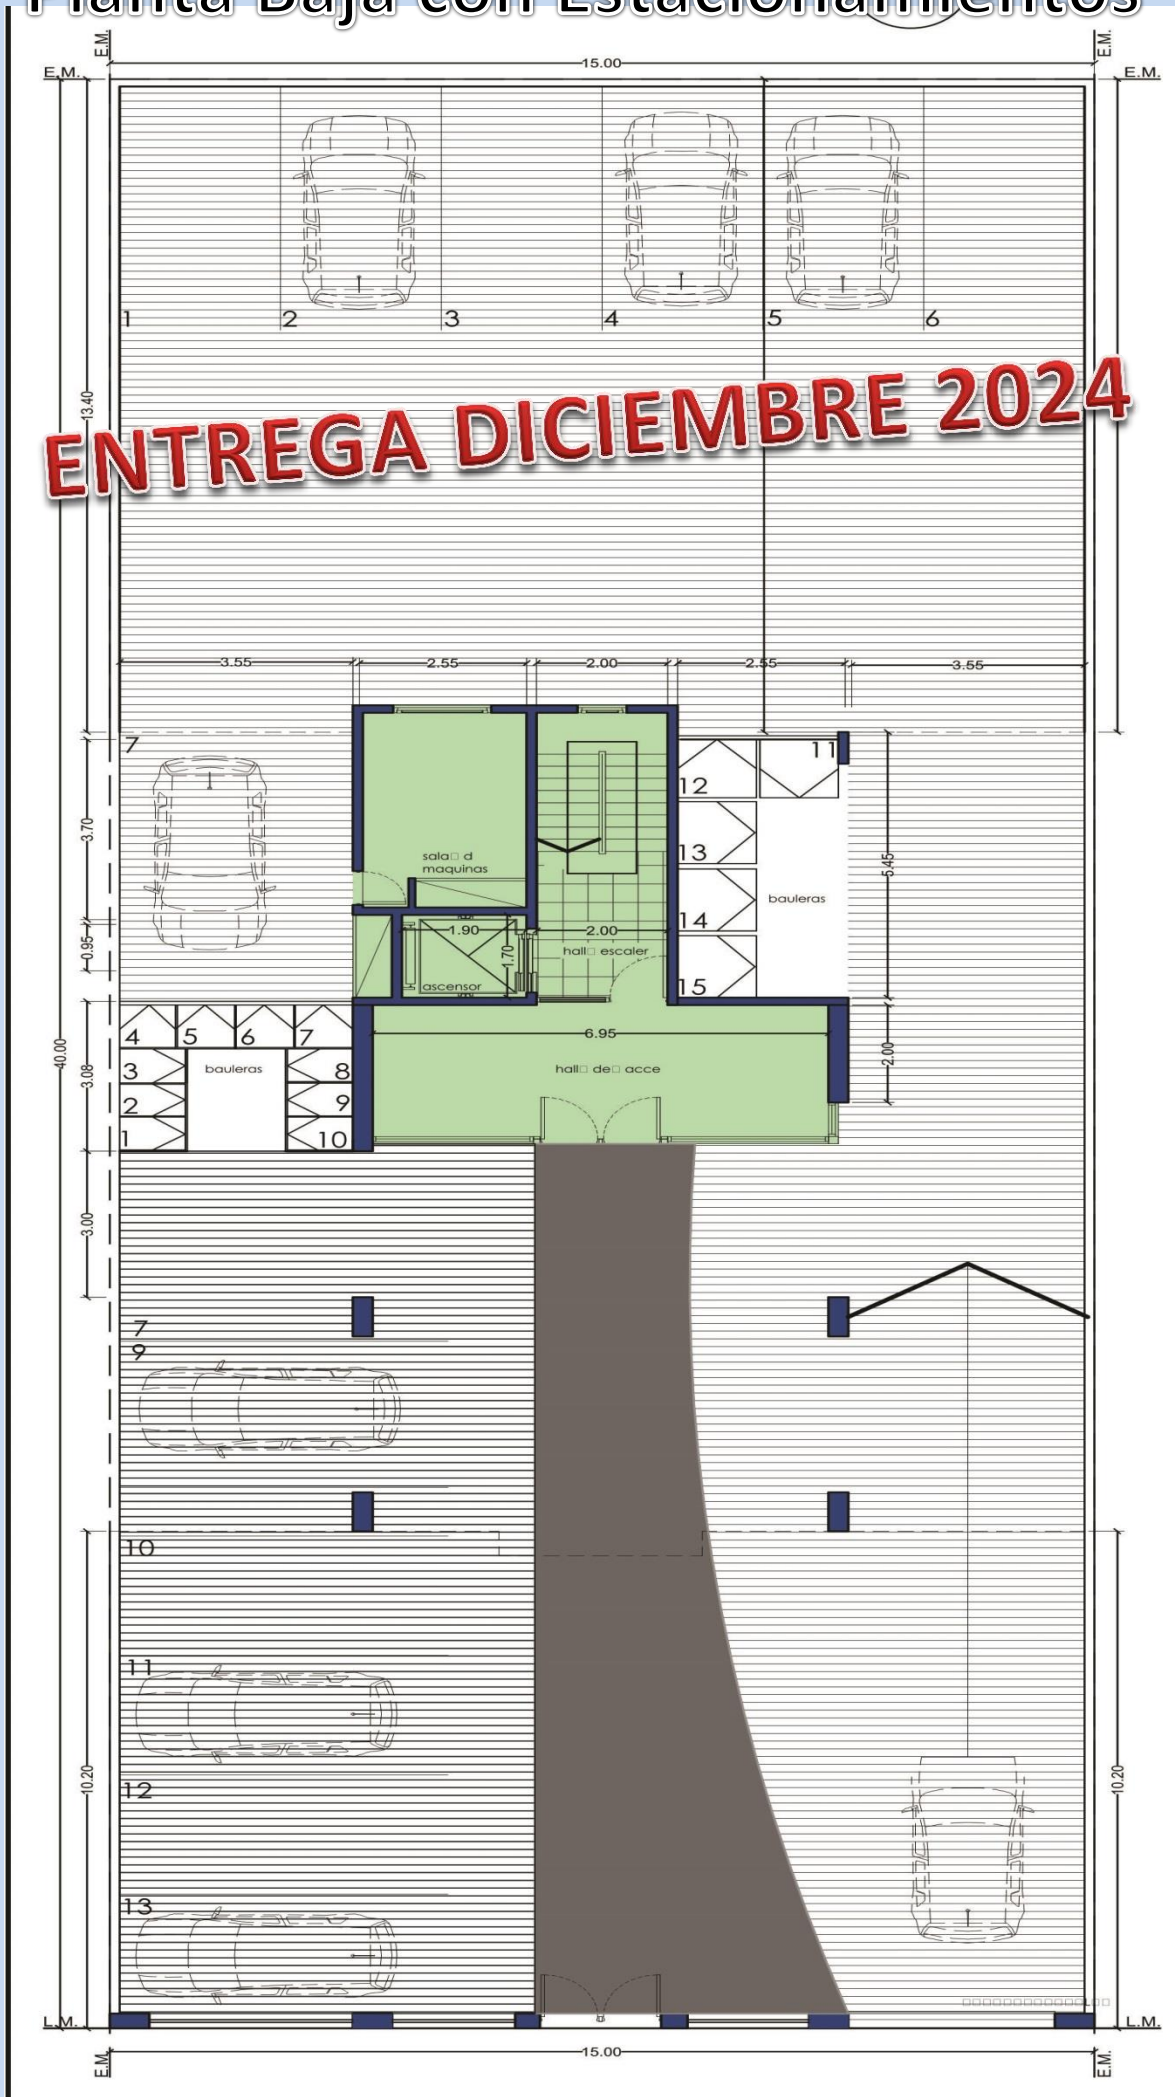 Planta Baja con Estacionamientos
E.M.
E.M.
E.M.
15.00
E.M.
1
2
3
4
5
6
13.40
ENTREGA DICIEMBRE 2024
3.55
2.55
2.00
2.55
3.55
7
11
12
3.70
13
5.45
sala□ d
maquinas
14
bauleras
0.95
1.90
2.00
1.70
hall□ escaler
ascensor
15
40.00
3.08
4
5
6
7
6.95
2.00
3
bauleras
8
hall□ de□ acce
2
9
1
10
3.00
7
9
10
11
10.20
10.20
12
13
L.M.
L.M.
E.M.
15.00
E.M.